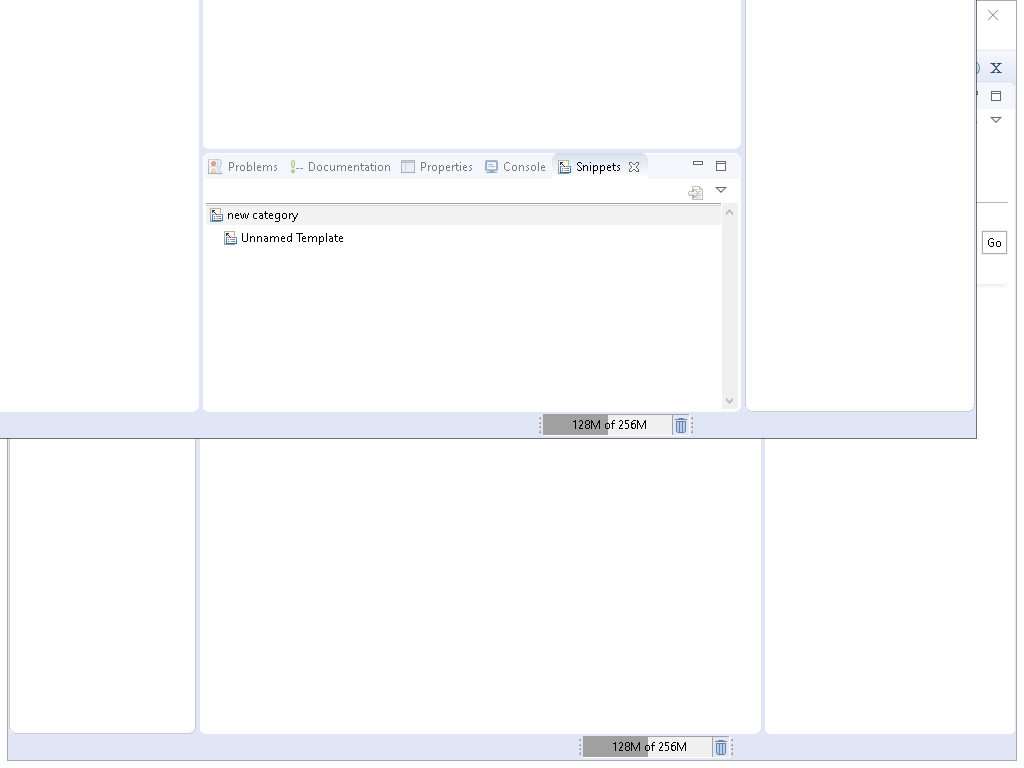 Problems Documentation Properties Console Snippets
new category
Unnamed Template
Go
128M of 256M
128M of 256M